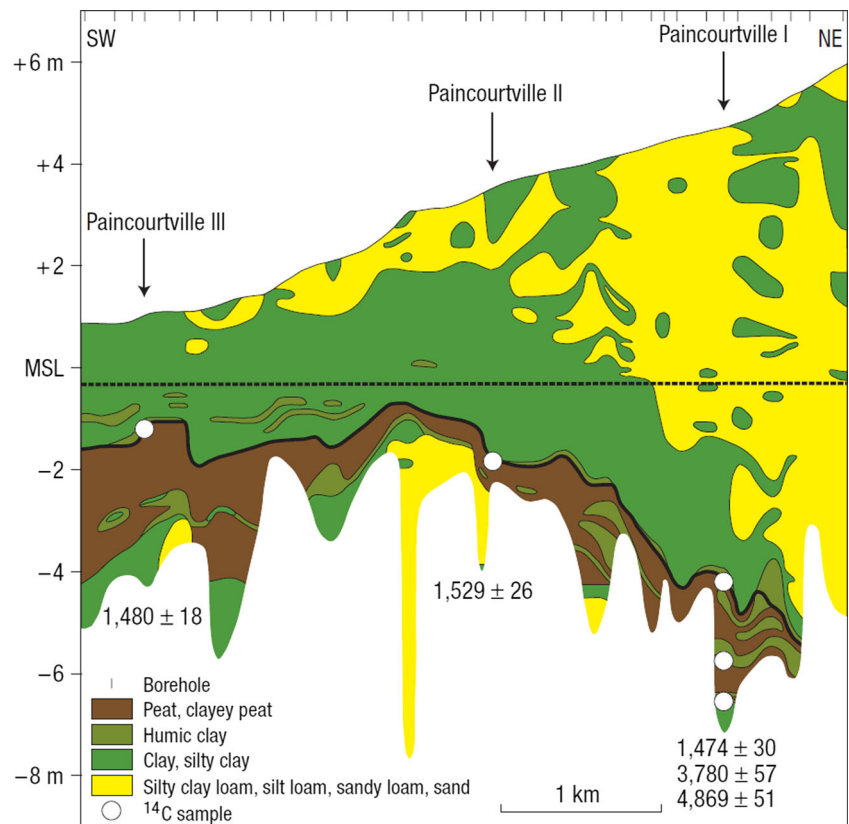 SW
NE
Paincourtville I
+6 m
Paincourtville II
+4
Paincourtville III
+2
MSL
−2
−4
1,480 ± 18
1,529 ± 26
−6
Borehole
Peat, clayey peat
Humic clay
Clay, silty clay
Silty clay loam, silt loam, sandy loam, sand
¹⁴C sample
1,474 ± 30
3,780 ± 57
4,869 ± 51
−8 m
1 km